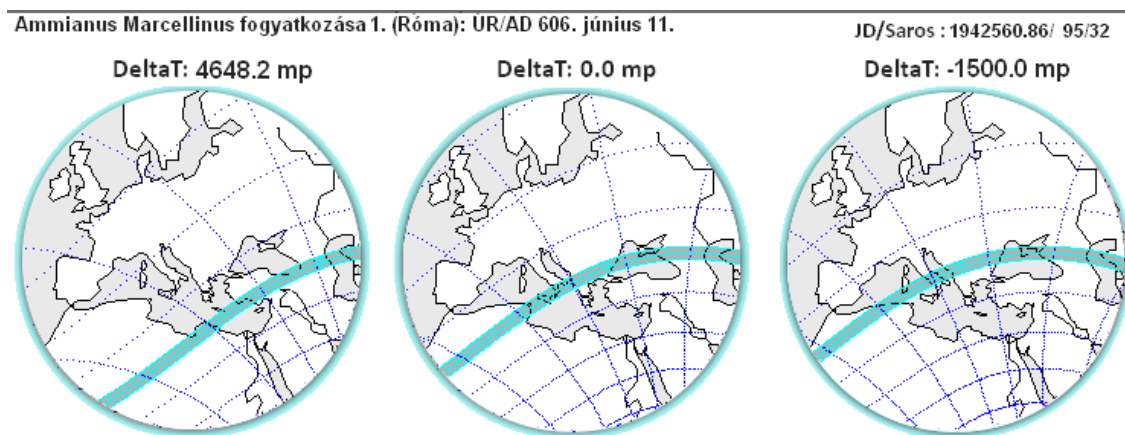 Ammianus Marcellinus fogyatkozása 1. (Róma): ÚR/AD 606. június 11.
JD/Saros : 1942560.86/ 95/32
DeltaT: 4648.2 mp
DeltaT: 0.0 mp
DeltaT: -1500.0 mp